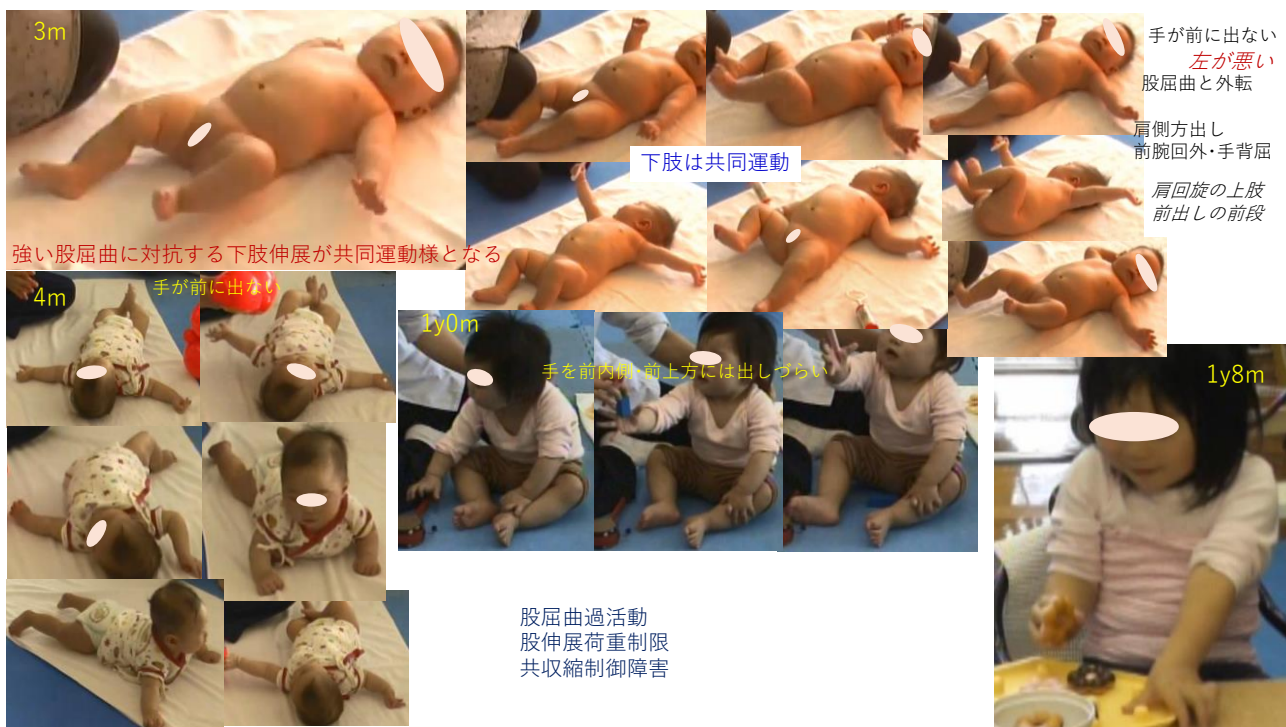 3m
手が前に出ない
左が悪い
股屈曲と外転
肩側方出し
前腕回外・手背屈
肩回旋の上肢
前出しの前段
下肢は共同運動
強い股屈曲に対抗する下肢伸展が共同運動様となる
4m
手が前に出ない
1y0m
手を前内側・前上方には出しづらい
1y8m
股屈曲過活動
股伸展荷重制限
共収縮制御障害